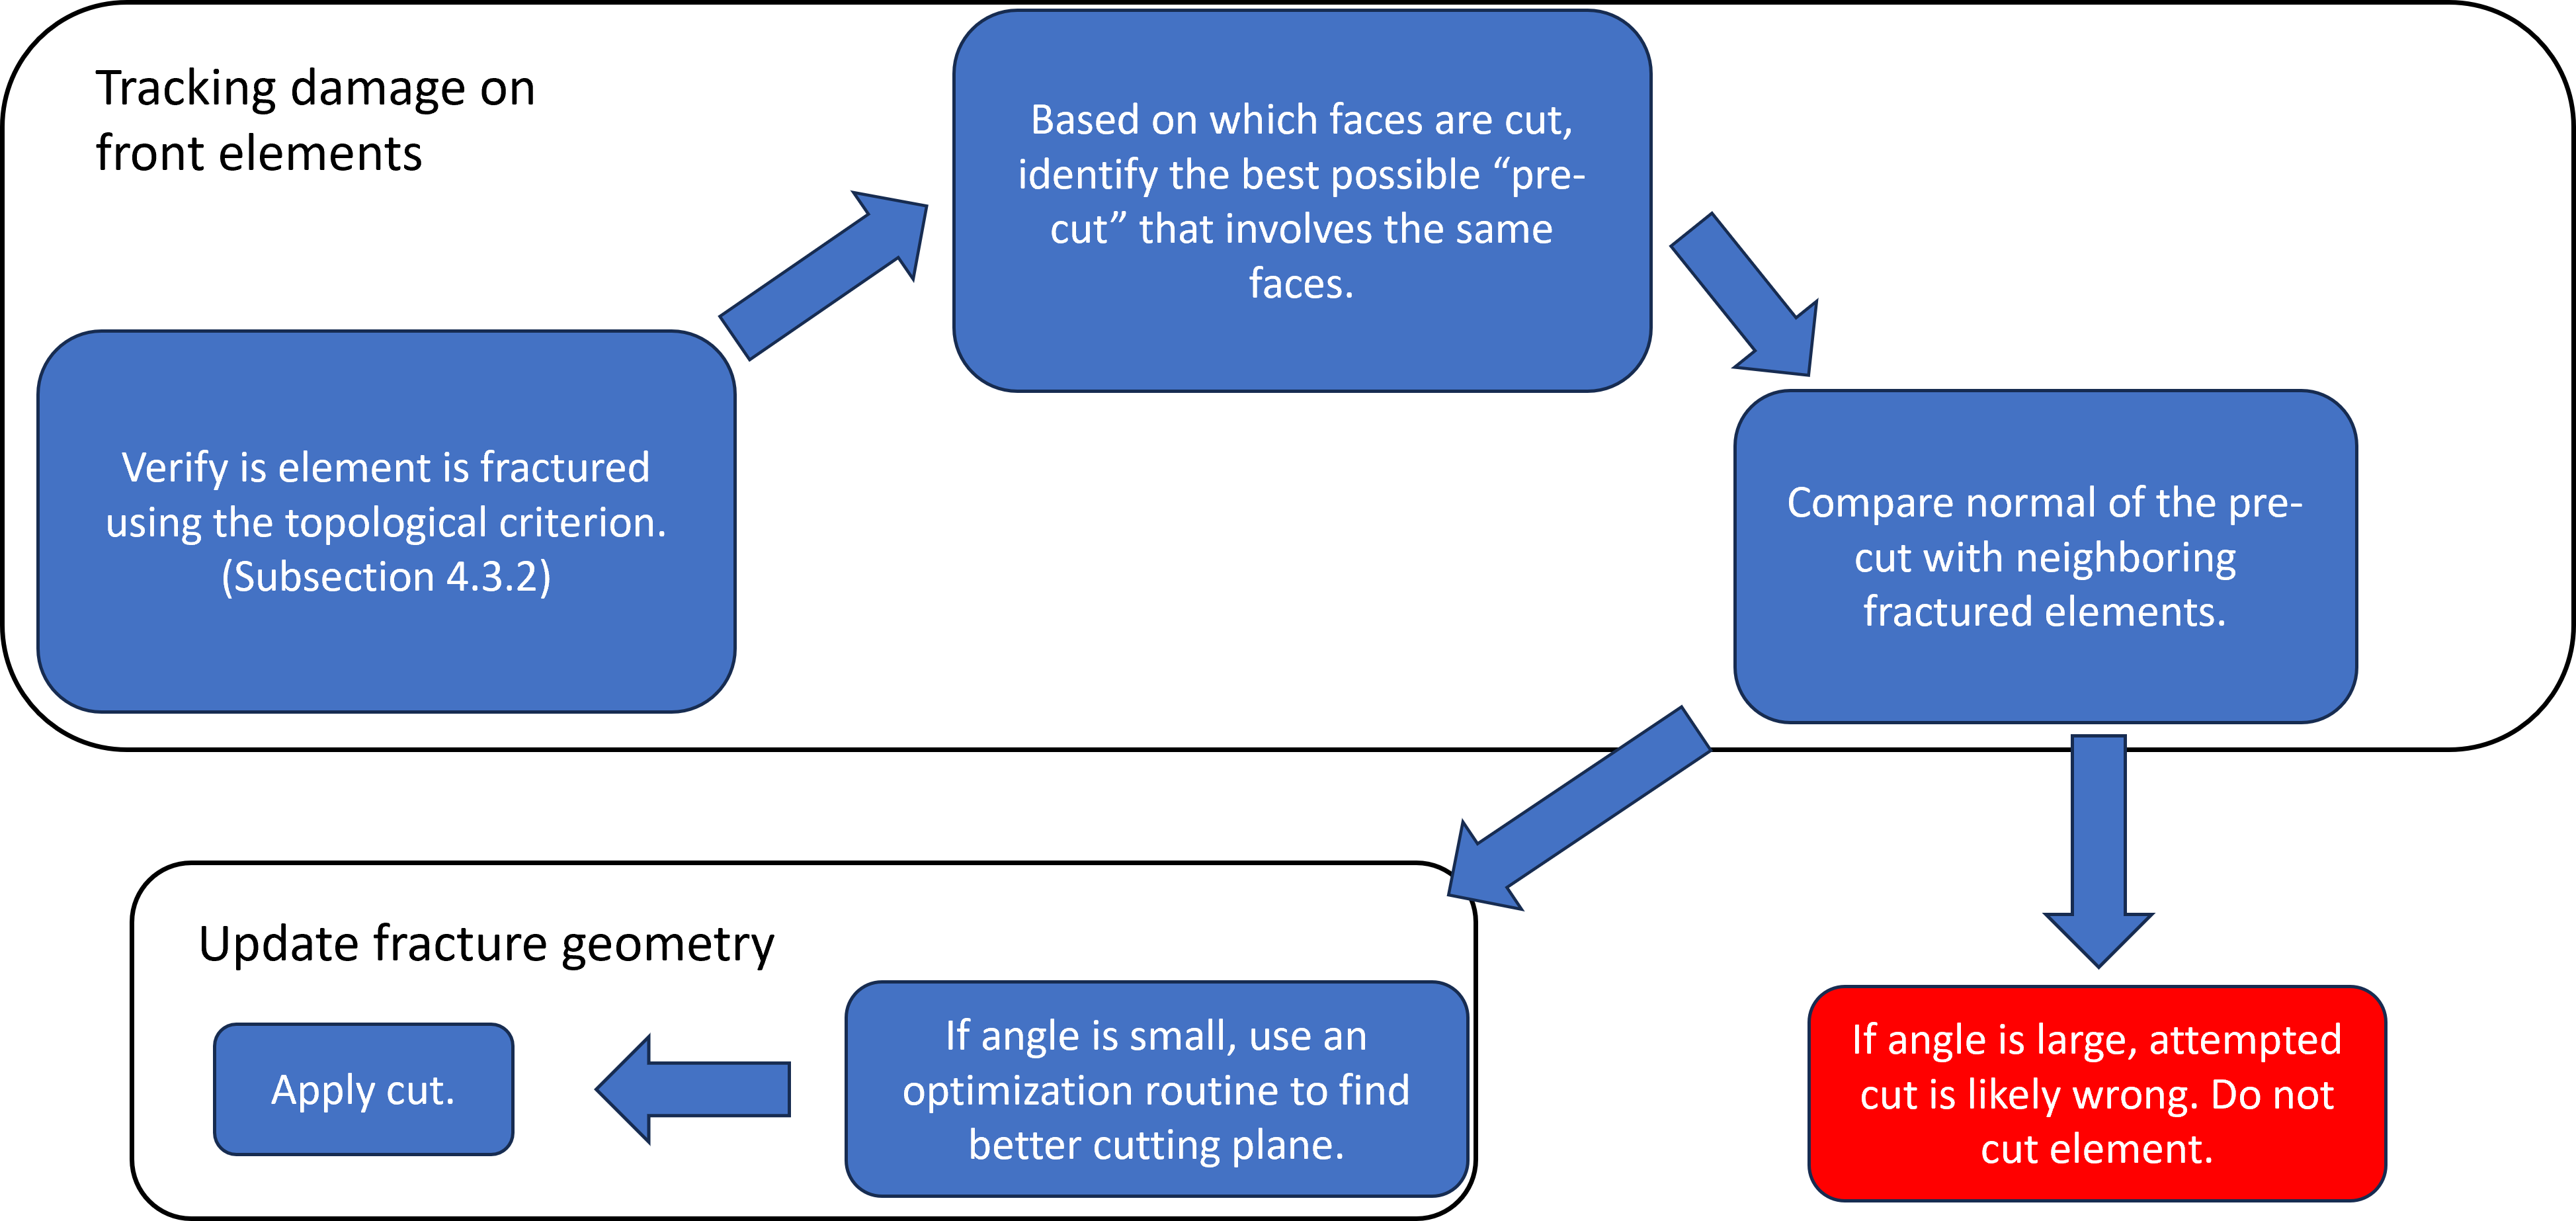 Tracking damage on
front elements
Based on which faces are cut,
identify the best possible “pre-
cut” that involves the same
faces.
Verify is element is fractured
using the topological criterion.
(Subsection 4.3.2)
Compare normal of the pre-
cut with neighboring
fractured elements.
Update fracture geometry
If angle is small, use an
optimization routine to find
better cutting plane.
Apply cut.
If angle is large, attempted
cut is likely wrong. Do not
cut element.